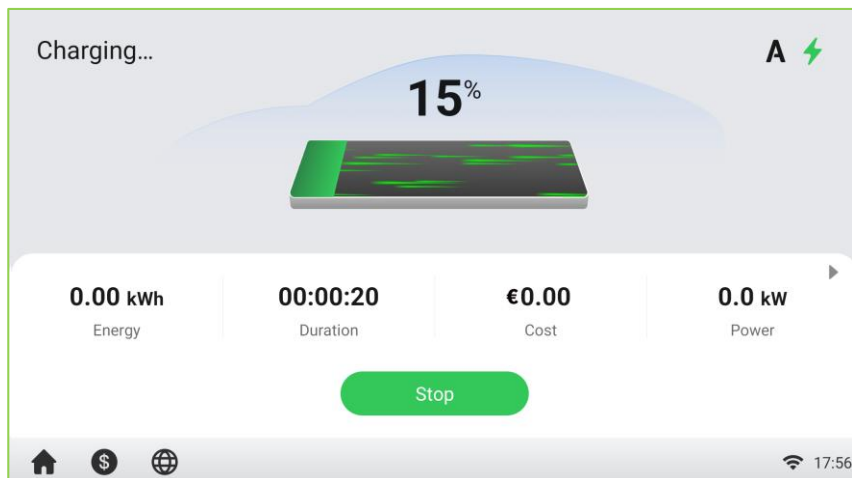 Charging...
A
15%
0.00 kWh
Energy
00:00:20
Duration
€0.00
Cost
0.0 kW
Power
Stop
$
17:56